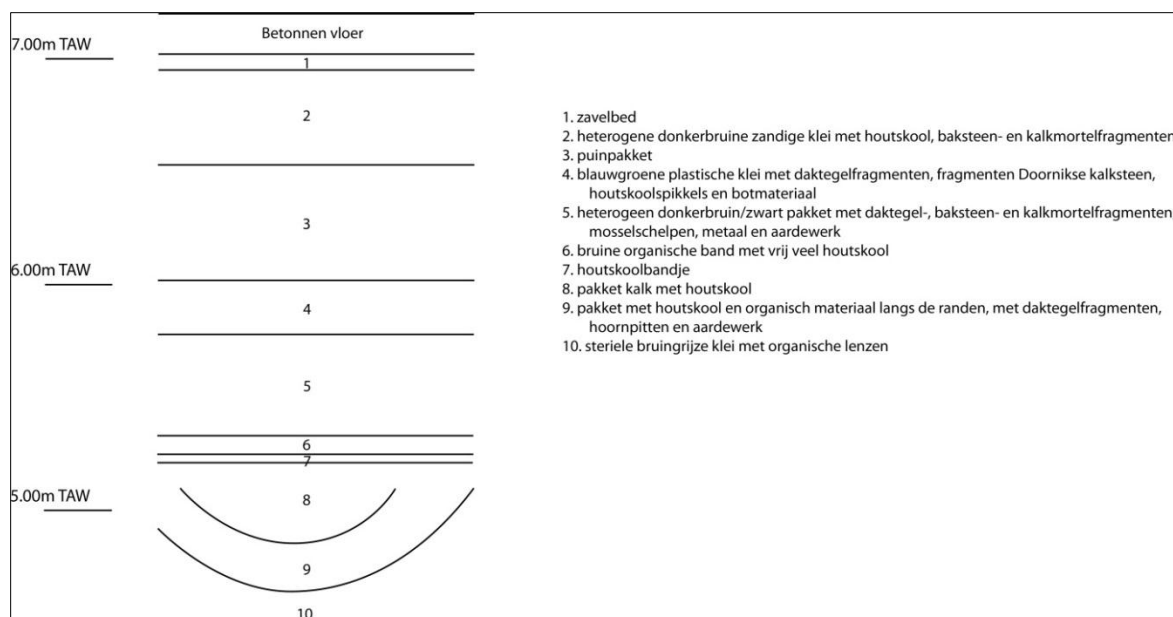 Betonnen vloer
7.00m TAW
1
2
3
6.00m TAW
4
5
6
7
5.00m TAW
8
9
10
1. zavelbed
2. heterogene donkerbruine zandige klei met houtskool, baksteen- en kalkmortelfragmenten
3. puinpakket
4. blauwgroene plastische klei met daktegelfragmenten, fragmenten Doornikse kalksteen,
houtskoolspikkels en botmateriaal
5. heterogeen donkerbruin/zwart pakket met daktegel-, baksteen- en kalkmortelfragmenten,
mosselschelpen, metaal en aardewerk
6. bruine organische band met vrij veel houtskool
7. houtskoolbandje
8. pakket kalk met houtskool
9. pakket met houtskool en organisch materiaal langs de randen, met daktegelfragmenten,
hoornpitten en aardewerk
10. steriele bruingrijze klei met organische lenzen